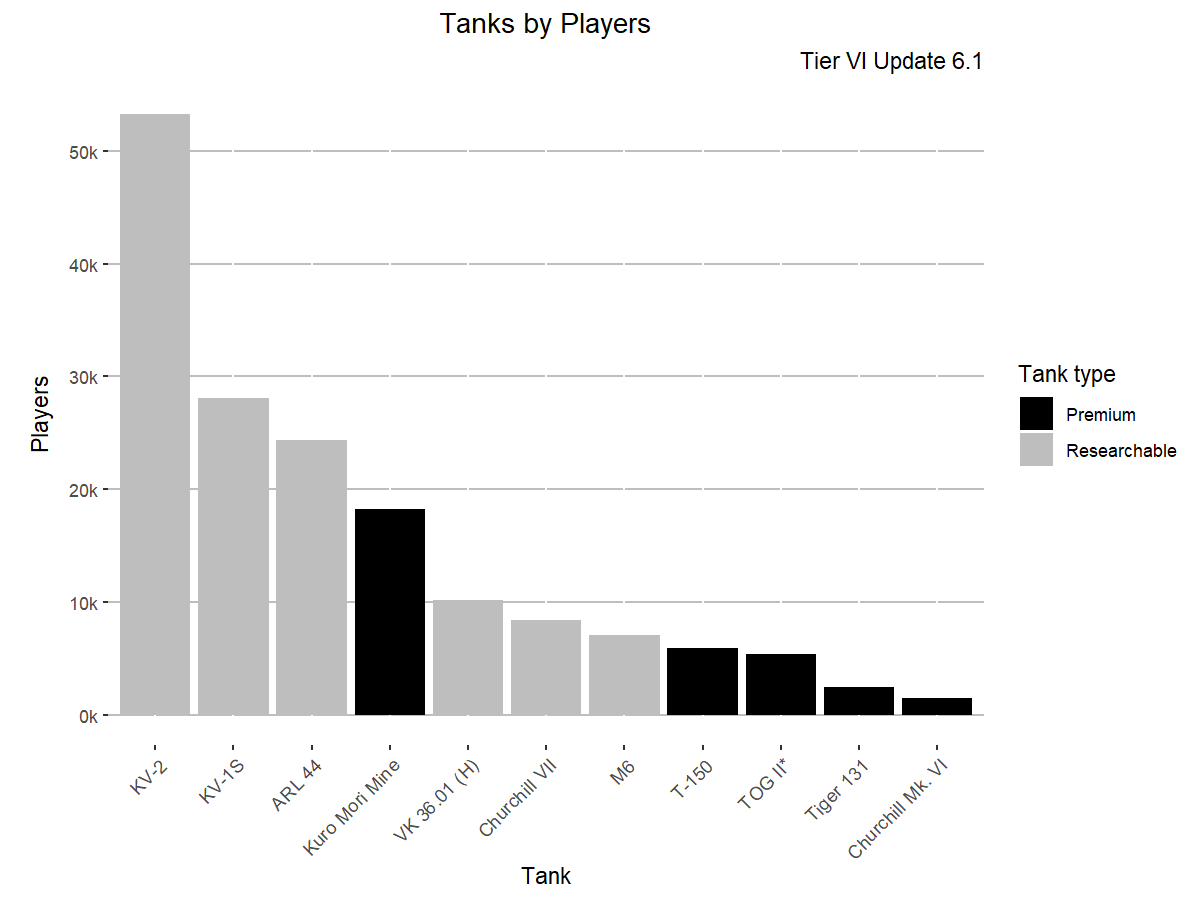 Tanks by Players
Tier VI Update 6.1
Players
50k
40k
30k
20k
10k
0k
KV-2
KV-1S
ARL 44
Kuro Mori Mine
VK 36.01 (H)
Churchill VII
M6
T-150
TOG II*
Tiger 131
Churchill Mk. VI
Tank
Tank type
Premium
Researchable